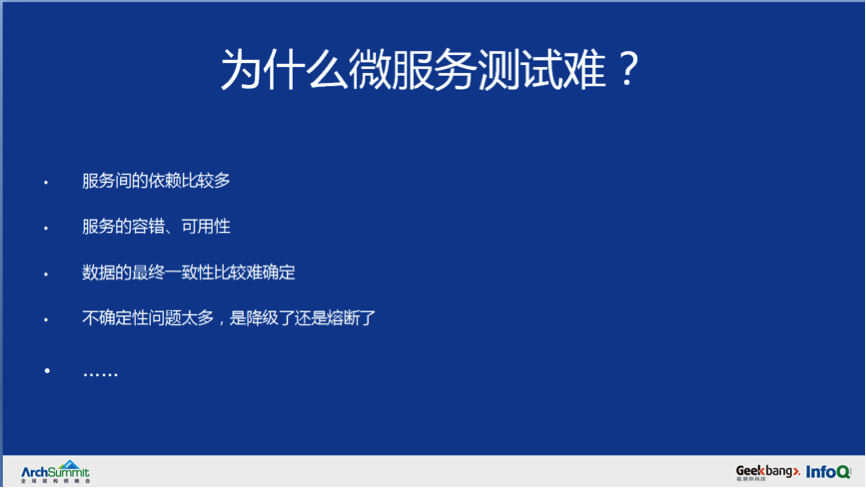 为什么微服务测试难？
• 服务间的依赖比较多
• 服务的容错、可用性
• 数据的最终一致性比较难确定
• 不确定性问题太多，是降级了还是熔断了
• ……
ArchSummit
全球架构师峰会
Geekbang>.
极客邦科技
InfoQ